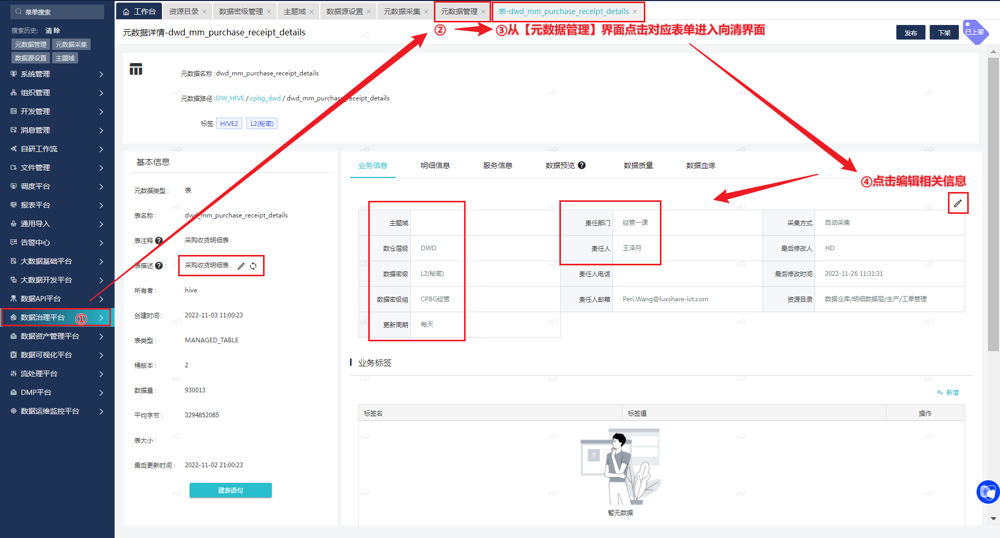 菜单搜索
搜索历史:
清 除
元数据管理
元数据采集
数据源设置
主题域
系统管理
组织管理
开发管理
消息管理
自研工作流
文件管理
调度平台
报表平台
通用导入
告警中心
大数据基础平台
大数据开发平台
数据API平台
数据治理平台
①
数据资产管理平台
数据可视化平台
流处理平台
DMP平台
数据运维监控平台
工作台
资源目录 ×
数据密级管理 ×
主题域 ×
数据源设置 ×
元数据采集 ×
元数据管理 ×
表-dwd_mm_purchase_receipt_details ×
元数据详情-dwd_mm_purchase_receipt_details
②
③从【元数据管理】界面点击对应表单进入向清界面
发布
下架
已上架
元数据名称 :dwd_mm_purchase_receipt_details
元数据路径 :DW_HIVE / cpbg_dwd / dwd_mm_purchase_receipt_details
标签
HIVE2
L2(秘密)
基本信息
元数据类型 :
表
表名称 :
dwd_mm_purchase_receipt_details
表注释 ? :
采购收货明细表
表描述 ? :
采购收货明细表
所有者 :
hive
创建时间 :
2022-11-03 11:00:23
表类型 :
MANAGED_TABLE
桶版本 :
2
数据量 :
930013
平均字节 :
3294852085
表大小 :
最后更新时间 :
2022-11-02 21:00:23
建表语句
业务信息
明细信息
服务信息
数据预览 ?
数据质量
数据血缘
④点击编辑相关信息
主题域
责任部门
经管一课
采集方式
自动采集
数仓层级
DWD
责任人
王泽月
最后修改人
HD
数据密级
L2(秘密)
责任人电话
最后修改时间
2022-11-26 11:31:31
数据密级组
CPBG经管
责任人邮箱
Peri.Wang@luxshare-ict.com
资源目录
数据仓库/明细数据层/生产/工单管理
更新周期
每天
业务标签
新增
标签名
标签值
操作
?
暂无数据
HD